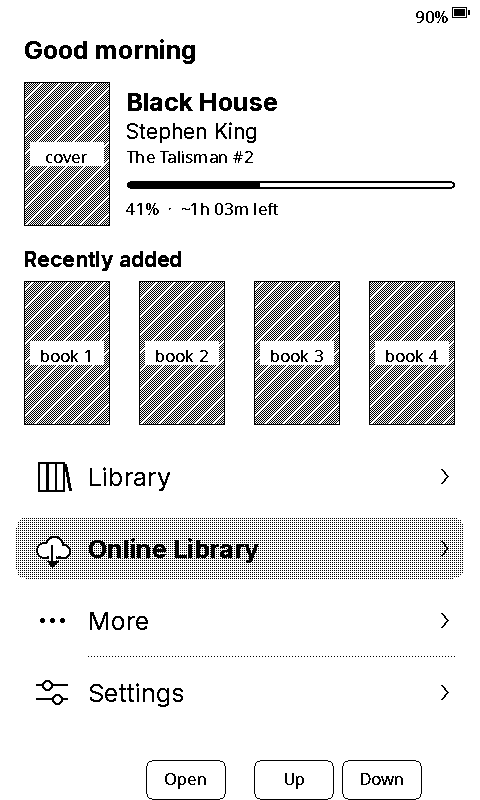 90%
Good morning
cover
Black House
Stephen King
The Talisman #2
41% · ~1h 03m left
Recently added
book 1
book 2
book 3
book 4
Library
Online Library
More
Settings
Open
Up
Down